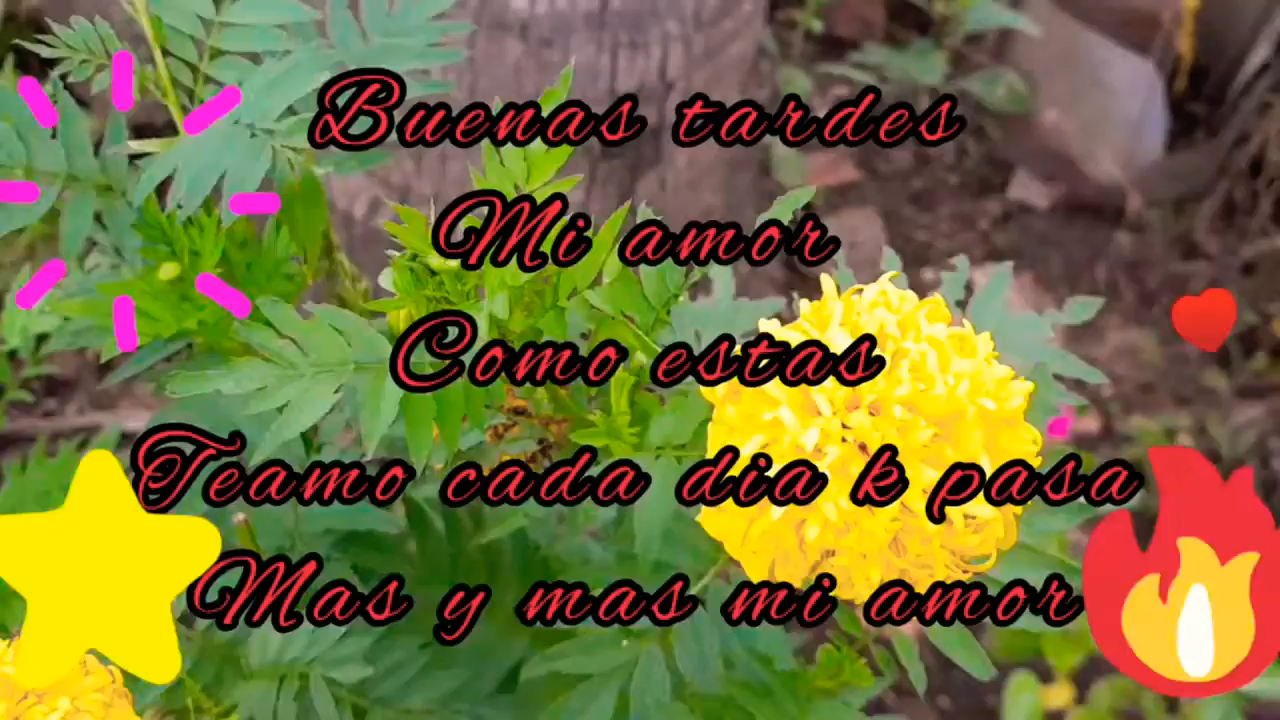 Buenas tardes
Mi amor
Como estas
Teamo cada dia k pasa
Mas y mas mi amor